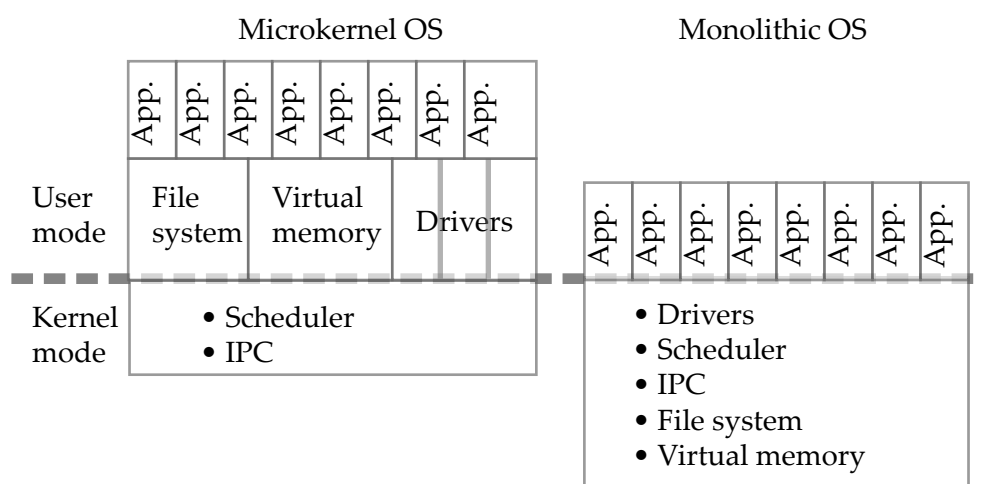 Microkernel OS
Monolithic OS
App. App. App. App. App. App. App. App.
User mode
File system
Virtual memory
Drivers
App. App. App. App. App. App. App. App.
Kernel mode
• Scheduler
• IPC
• Drivers
• Scheduler
• IPC
• File system
• Virtual memory